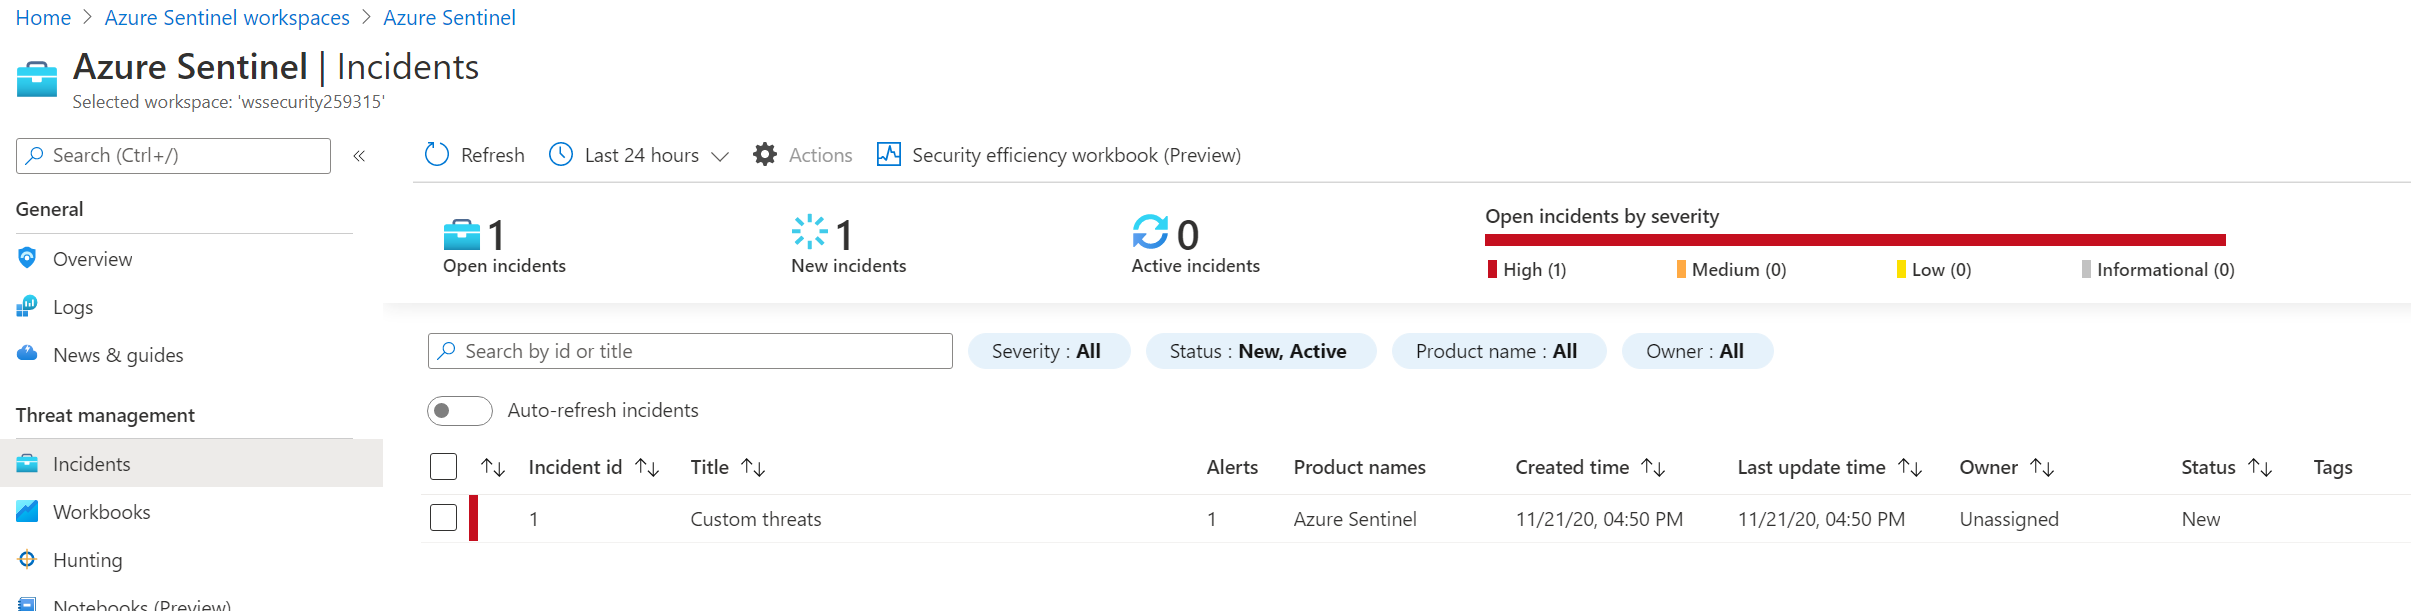 Home > Azure Sentinel workspaces > Azure Sentinel
Azure Sentinel | Incidents
Selected workspace: 'wssecurity259315'
Search (Ctrl+/)
«
General
Overview
Logs
News & guides
Threat management
Incidents
Workbooks
Hunting
Notebooks (Preview)
Refresh Last 24 hours Actions Security efficiency workbook (Preview)
1
Open incidents
1
New incidents
0
Active incidents
Open incidents by severity
High (1) Medium (0) Low (0) Informational (0)
Search by id or title Severity : All Status : New, Active Product name : All Owner : All
Auto-refresh incidents
Incident id Title Alerts Product names Created time Last update time Owner Status Tags
1 Custom threats 1 Azure Sentinel 11/21/20, 04:50 PM 11/21/20, 04:50 PM Unassigned New